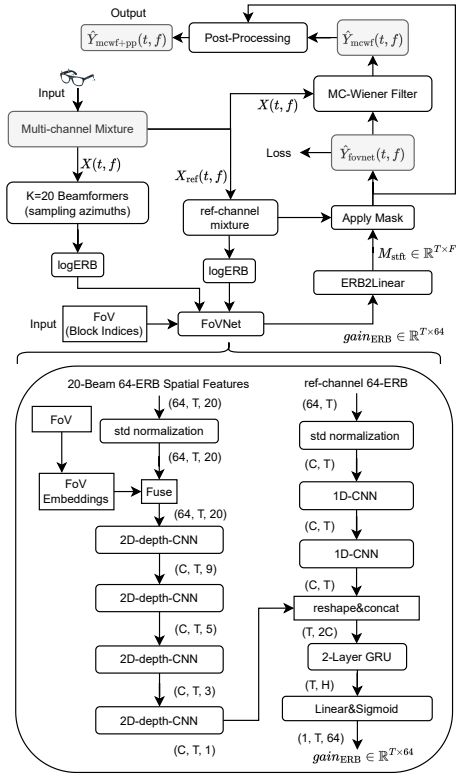 Output
Ŷmcwf+pp(t, f)
Post-Processing
Ŷmcwf(t, f)
Input
X(t, f)
MC-Wiener Filter
Multi-channel Mixture
X(t, f)
Xref(t, f)
Loss
Ŷfovnet(t, f)
K=20 Beamformers
(sampling azimuths)
ref-channel
mixture
Apply Mask
Mstft ∈ ℝ^{T×F}
logERB
logERB
ERB2Linear
Input
FoV
(Block Indices)
FoVNet
gainERB ∈ ℝ^{T×64}
20-Beam 64-ERB Spatial Features
(64, T, 20)
FoV
std normalization
(64, T, 20)
FoV
Embeddings
Fuse
(64, T, 20)
2D-depth-CNN
(C, T, 9)
2D-depth-CNN
(C, T, 5)
2D-depth-CNN
(C, T, 3)
2D-depth-CNN
(C, T, 1)
ref-channel 64-ERB
(64, T)
std normalization
(C, T)
1D-CNN
(C, T)
1D-CNN
(C, T)
reshape&concat
(T, 2C)
2-Layer GRU
(T, H)
Linear&Sigmoid
(1, T, 64)
gainERB ∈ ℝ^{T×64}